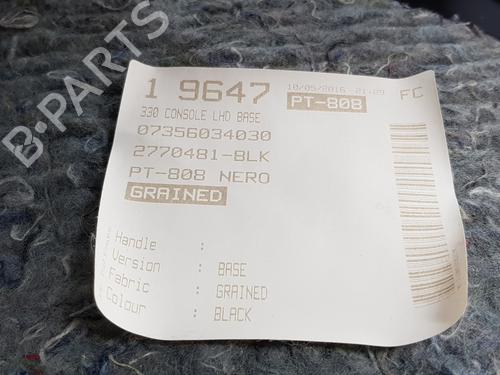 B-PARTS
1 9647
10/05/2016 21:29
FC
PT-808
330 CONSOLE LHD BASE
07356034030
2770481-BLK
PT-808 NERO
GRAINED
Handle :
Version : BASE
Fabric : GRAINED
Colour : BLACK